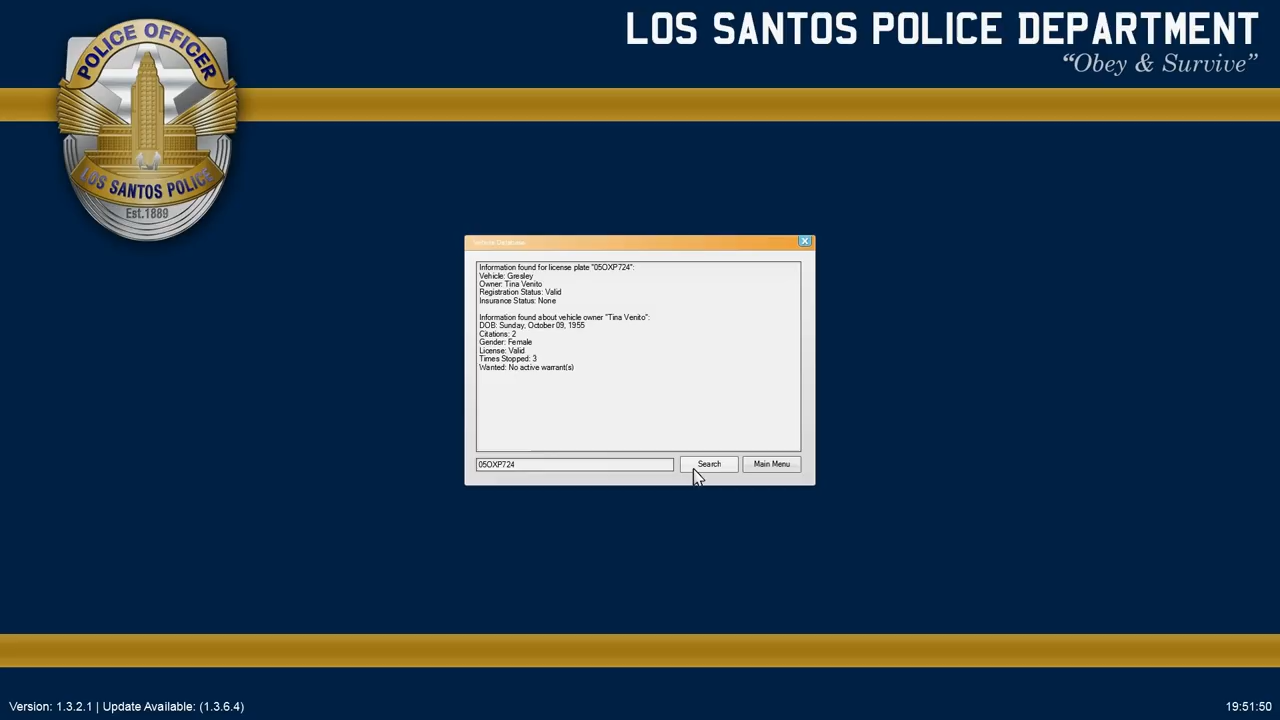 POLICE OFFICER
LOS SANTOS POLICE
Est.1889
LOS SANTOS POLICE DEPARTMENT
“Obey & Survive”
Vehicle Database
Information found for license plate "05OXP724":
Vehicle: Gresley
Owner: Tina Venito
Registration Status: Valid
Insurance Status: None
Information found about vehicle owner "Tina Venito":
DOB: Sunday, October 09, 1955
Citations: 2
Gender: Female
License: Valid
Times Stopped: 3
Wanted: No active warrant(s)
05OXP724
Search
Main Menu
Version: 1.3.2.1 | Update Available: (1.3.6.4)
19:51:50